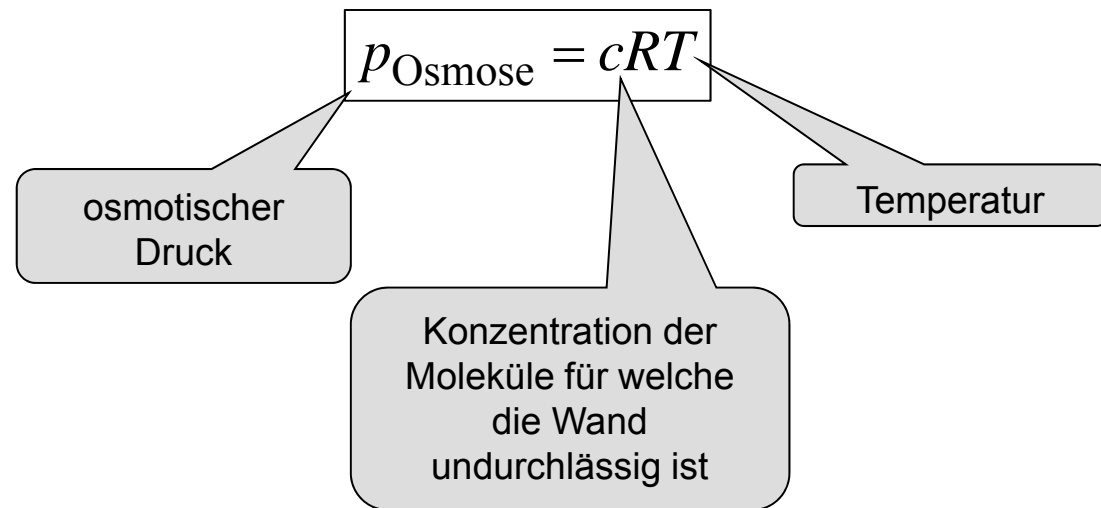 p_Osmose = cRT
osmotischer
Druck
Temperatur
Konzentration der
Moleküle für welche
die Wand
undurchlässig ist